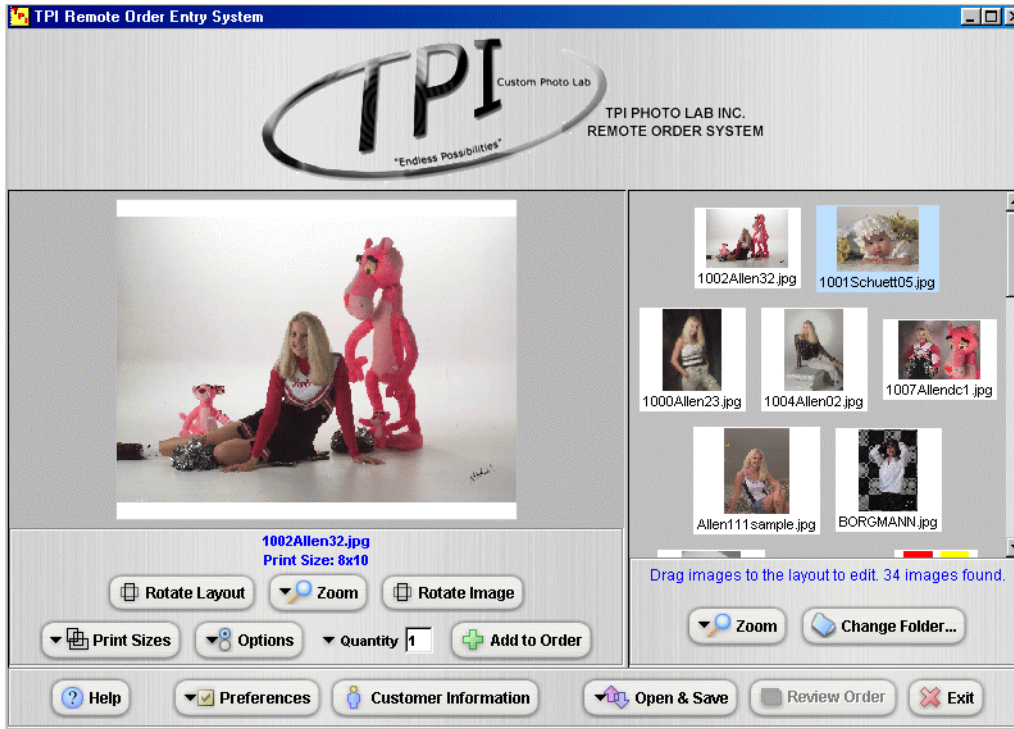 TPI Remote Order Entry System
TPI
Custom Photo Lab
"Endless Possibilities"
TPI PHOTO LAB INC.
REMOTE ORDER SYSTEM
1002Allen32.jpg
1001Schuett05.jpg
1000Allen23.jpg
1004Allen02.jpg
1007Allendc1.jpg
Allen111sample.jpg
BORGMANN.jpg
1002Allen32.jpg
Print Size: 8x10
Rotate Layout
Zoom
Rotate Image
Print Sizes
Options
Quantity 1
Add to Order
Drag images to the layout to edit. 34 images found.
Zoom
Change Folder...
Help
Preferences
Customer Information
Open & Save
Review Order
Exit